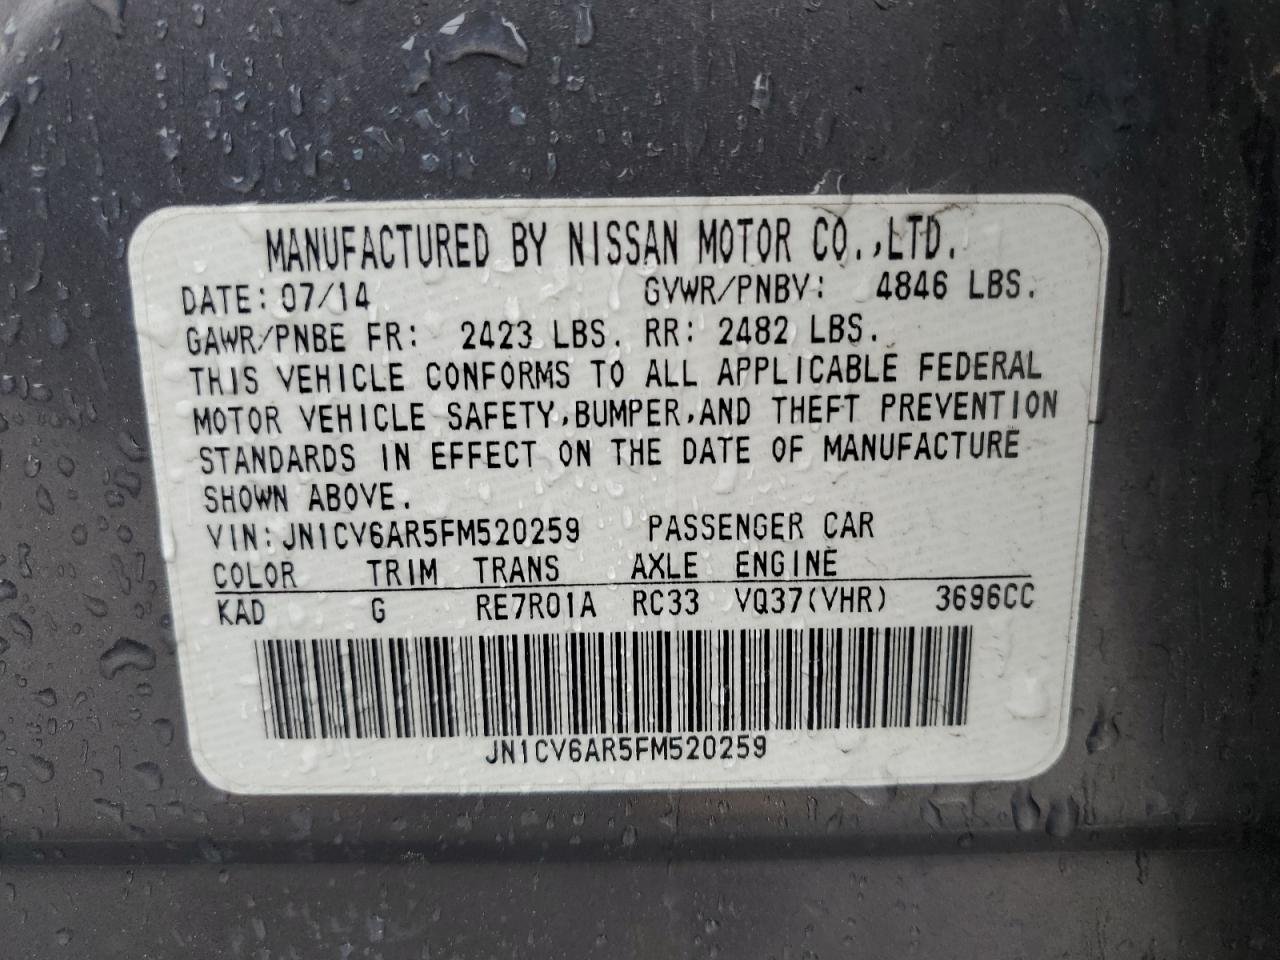 MANUFACTURED BY NISSAN MOTOR CO.,LTD.
DATE: 07/14 GVWR/PNBV: 4846 LBS.
GAWR/PNBE FR: 2423 LBS. RR: 2482 LBS.
THIS VEHICLE CONFORMS TO ALL APPLICABLE FEDERAL
MOTOR VEHICLE SAFETY,BUMPER,AND THEFT PREVENTION
STANDARDS IN EFFECT ON THE DATE OF MANUFACTURE
SHOWN ABOVE.
VIN:JN1CV6AR5FM520259 PASSENGER CAR
COLOR TRIM TRANS AXLE ENGINE
KAD G RE7R01A RC33 VQ37(VHR) 3696CC
JN1CV6AR5FM520259